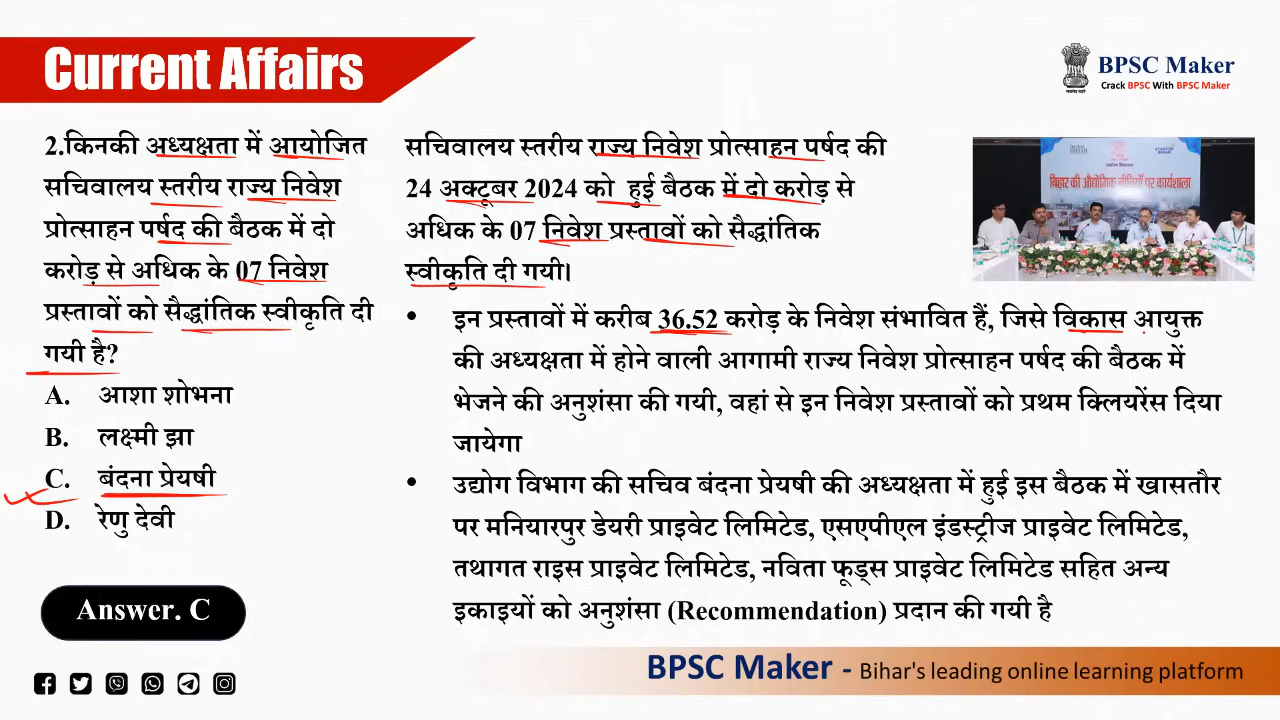 Current Affairs
BPSC Maker
Crack BPSC With BPSC Maker
2.किनकी अध्यक्षता में आयोजित
सचिवालय स्तरीय राज्य निवेश
प्रोत्साहन पर्षद की बैठक में दो
करोड़ से अधिक के 07 निवेश
प्रस्तावों को सैद्धांतिक स्वीकृति दी
गयी है?
A. आशा शोभना
B. लक्ष्मी झा
C. बंदना प्रेयषी
D. रेणु देवी
Answer. C
सचिवालय स्तरीय राज्य निवेश प्रोत्साहन पर्षद की
24 अक्टूबर 2024 को हुई बैठक में दो करोड़ से
अधिक के 07 निवेश प्रस्तावों को सैद्धांतिक
स्वीकृति दी गयी।
बिहार की औद्योगिक नीतियों पर कार्यशाला
• इन प्रस्तावों में करीब 36.52 करोड़ के निवेश संभावित हैं, जिसे विकास आयुक्त
की अध्यक्षता में होने वाली आगामी राज्य निवेश प्रोत्साहन पर्षद की बैठक में
भेजने की अनुशंसा की गयी, वहां से इन निवेश प्रस्तावों को प्रथम क्लियरेंस दिया
जायेगा
• उद्योग विभाग की सचिव बंदना प्रेयषी की अध्यक्षता में हुई इस बैठक में खासतौर
पर मनियारपुर डेयरी प्राइवेट लिमिटेड, एसएपीएल इंडस्ट्रीज प्राइवेट लिमिटेड,
तथागत राइस प्राइवेट लिमिटेड, नविता फूड्स प्राइवेट लिमिटेड सहित अन्य
इकाइयों को अनुशंसा (Recommendation) प्रदान की गयी है
BPSC Maker - Bihar's leading online learning platform